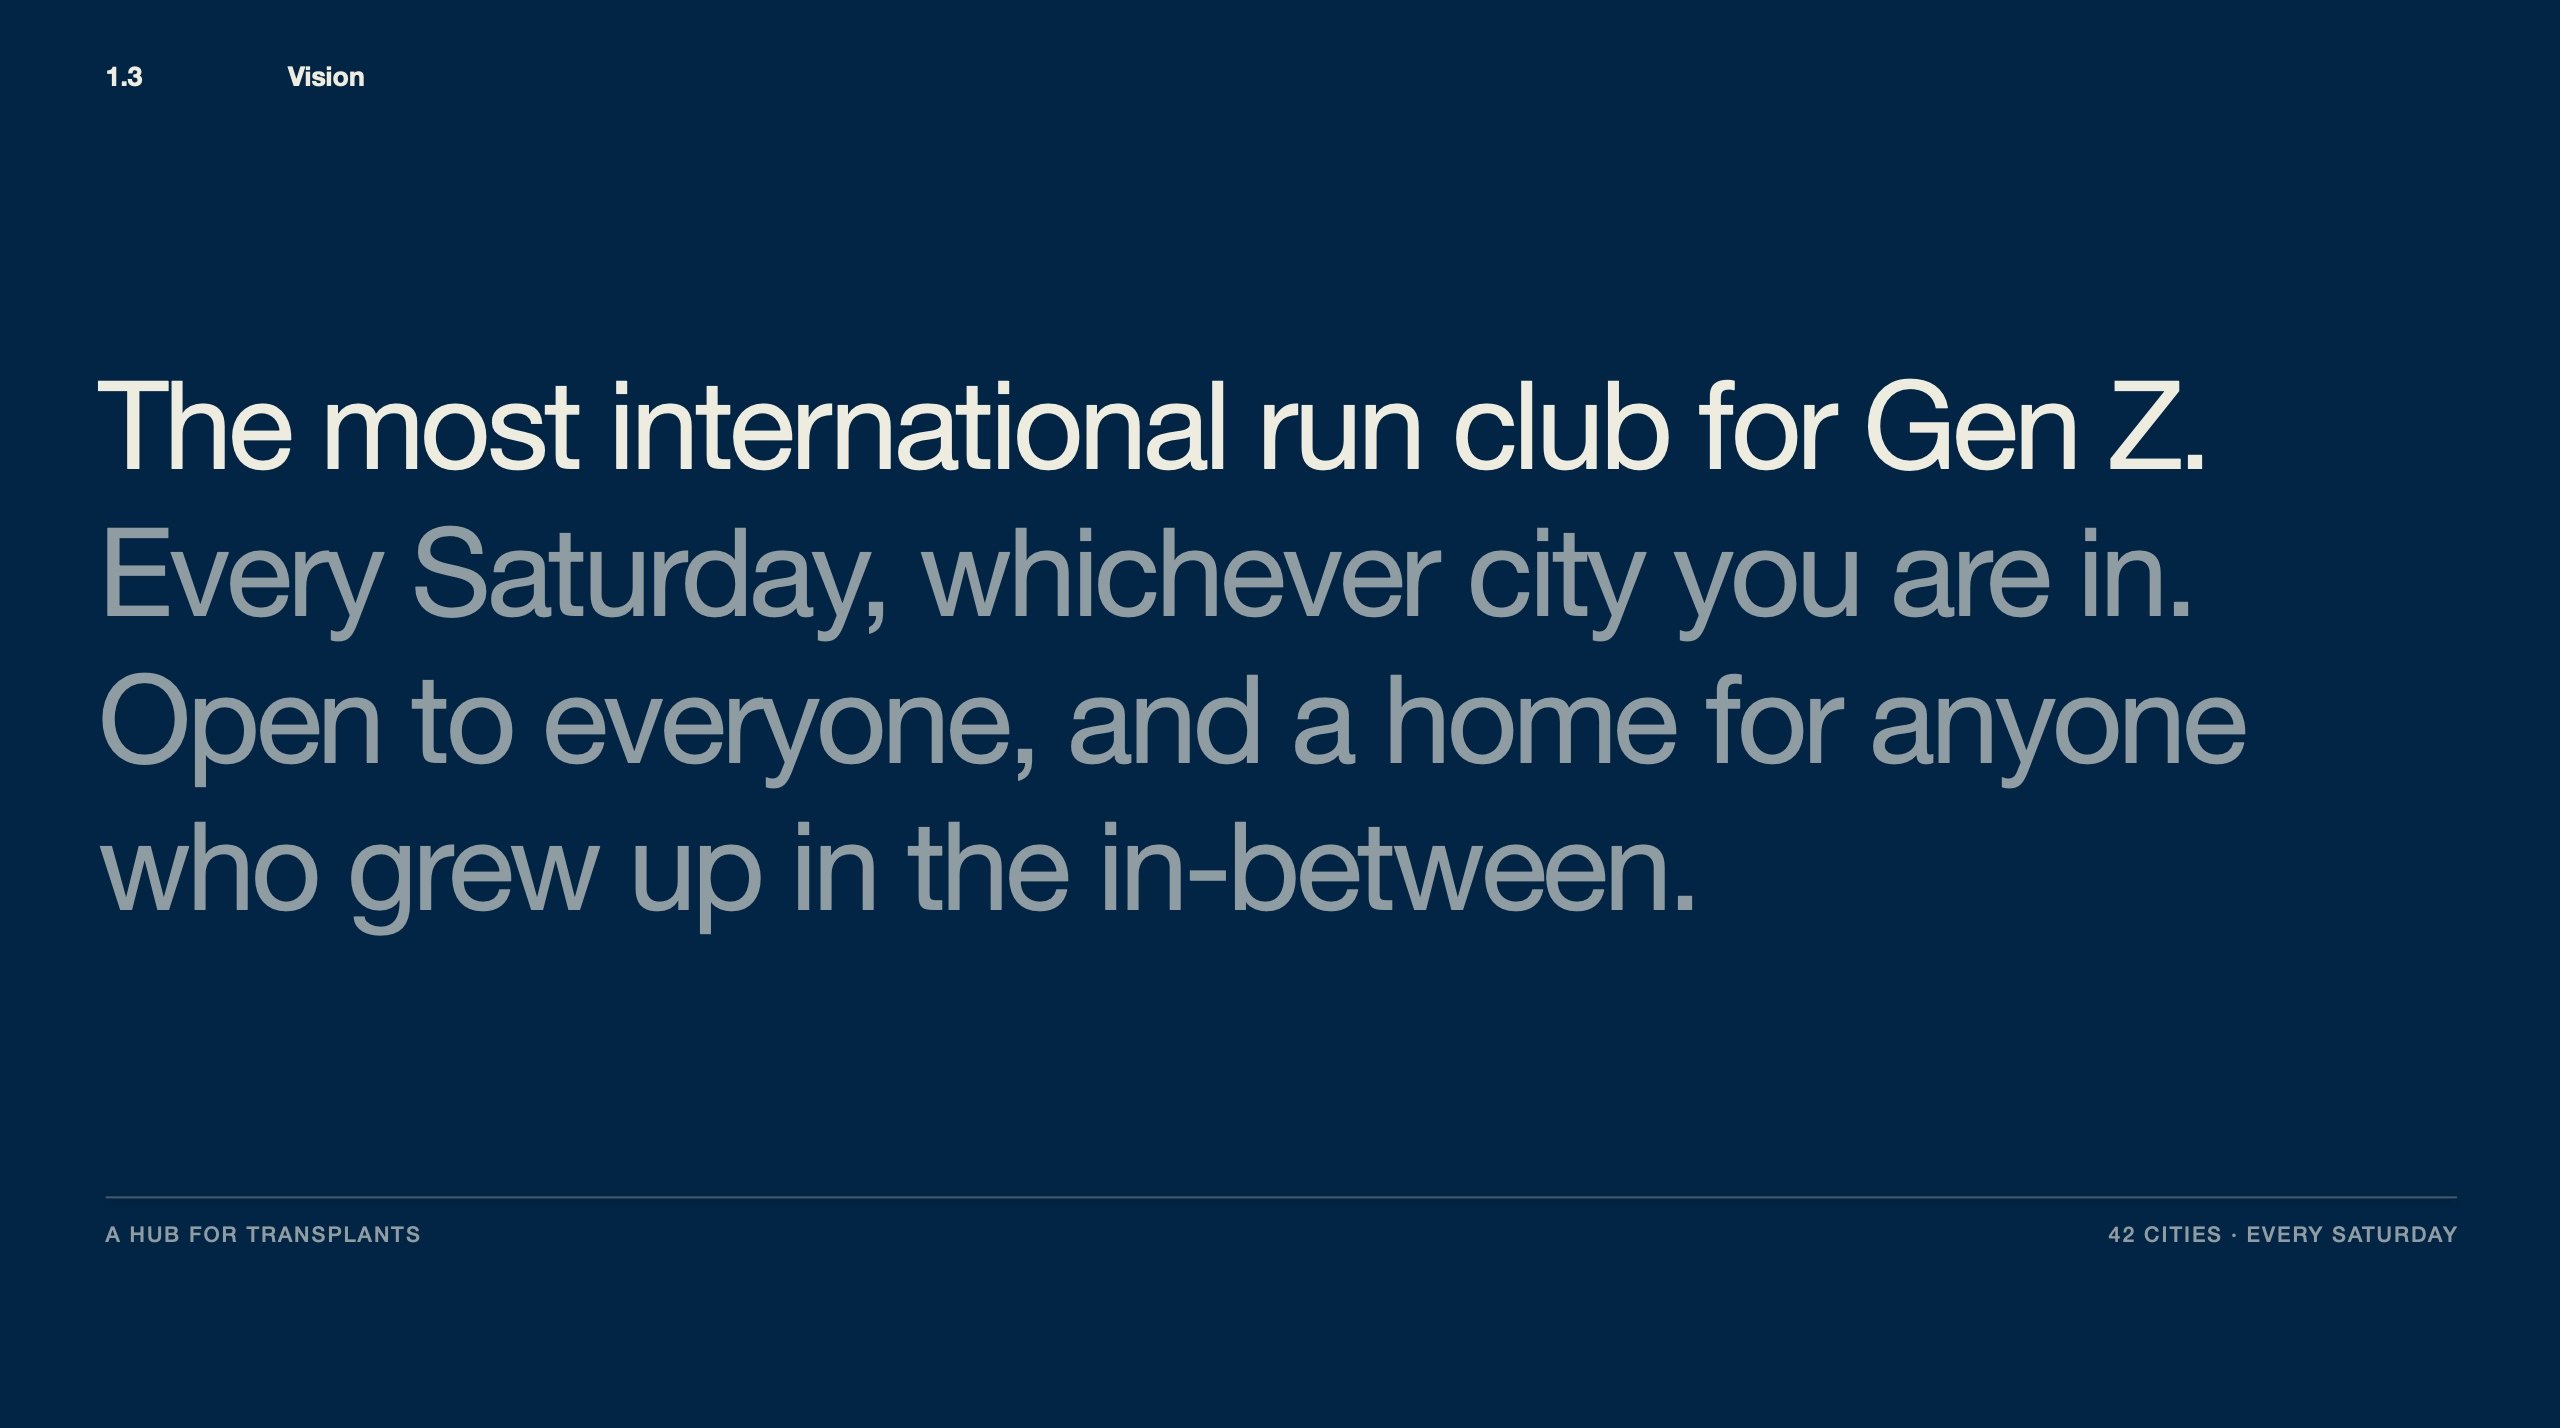 1.3 Vision
The most international run club for Gen Z.
Every Saturday, whichever city you are in.
Open to everyone, and a home for anyone
who grew up in the in-between.
A HUB FOR TRANSPLANTS
42 CITIES · EVERY SATURDAY